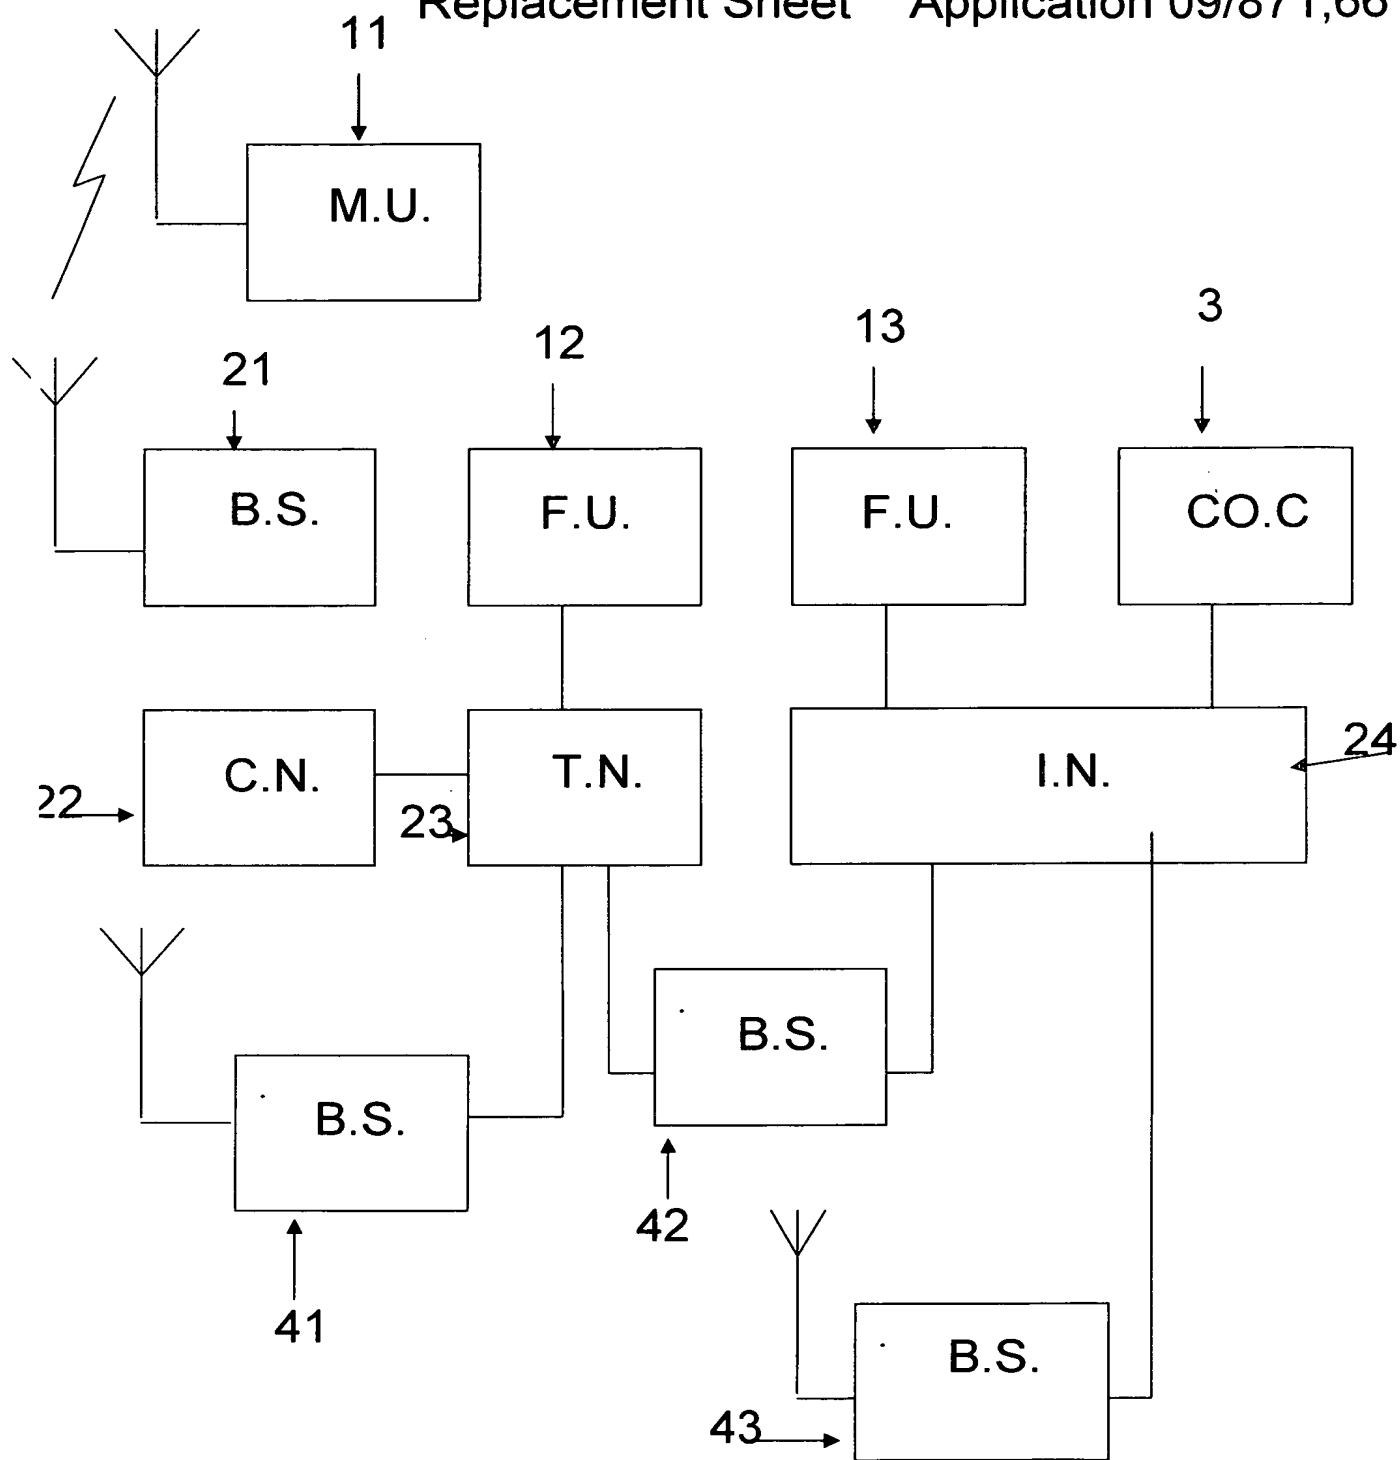 Replacement Sheet Application 09/871,66
11
M.U.
3
13
12
21
B.S.
F.U.
F.U.
CO.C
24
C.N.
T.N.
I.N.
22
23
B.S.
B.S.
42
41
B.S.
43